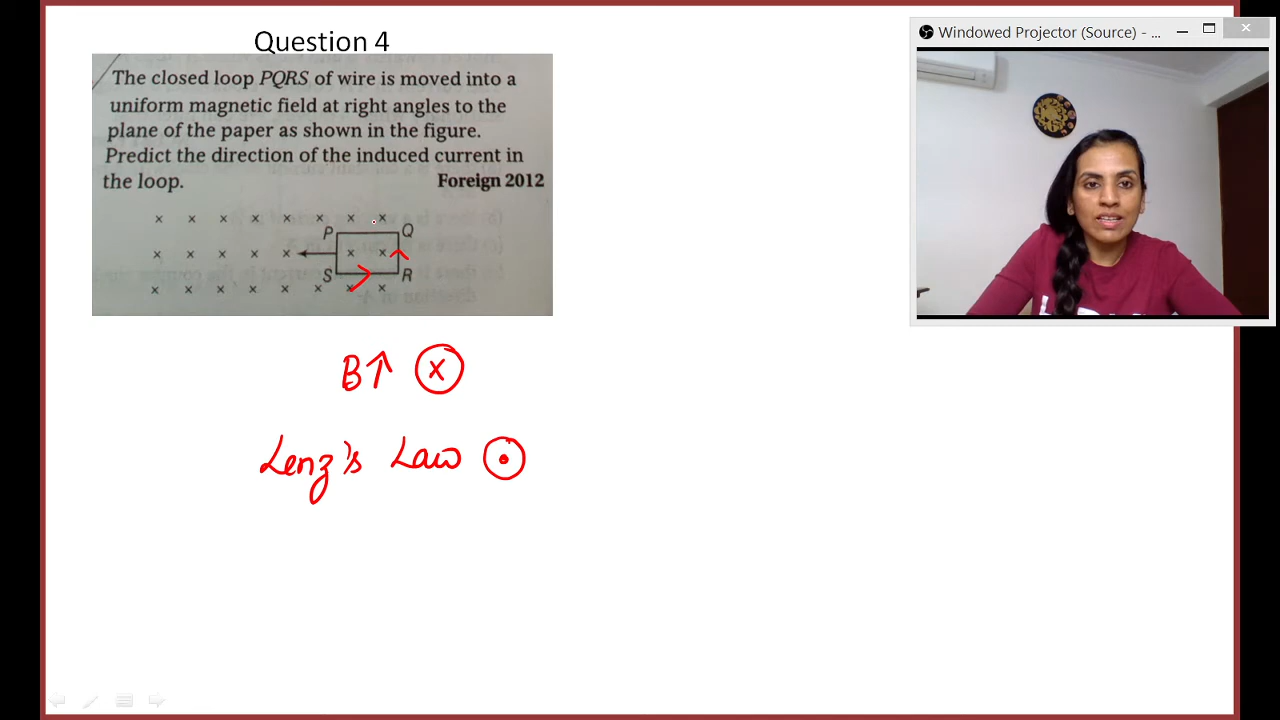 Question 4
Windowed Projector (Source) - ...
The closed loop PQRS of wire is moved into a
uniform magnetic field at right angles to the
plane of the paper as shown in the figure.
Predict the direction of the induced current in
the loop. Foreign 2012
× × × × × × × ×
P Q
× × × × × × ×
S R
× × × × × × × ×
B↑ ⓧ
Lenz's Law ⊙